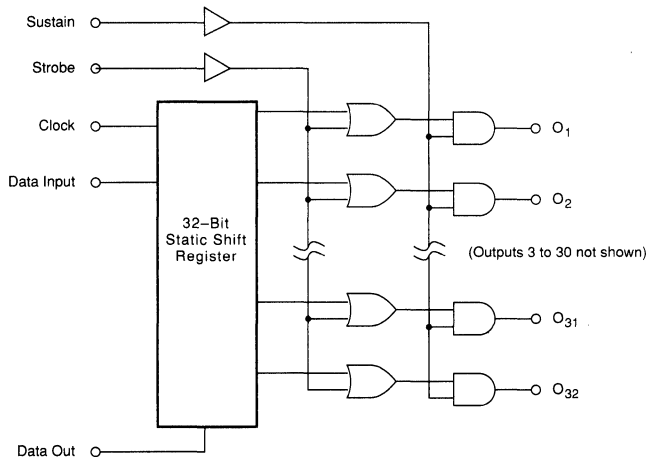 Sustain
Strobe
Clock
Data Input
32–Bit
Static Shift
Register
Data Out
O1
O2
(Outputs 3 to 30 not shown)
O31
O32